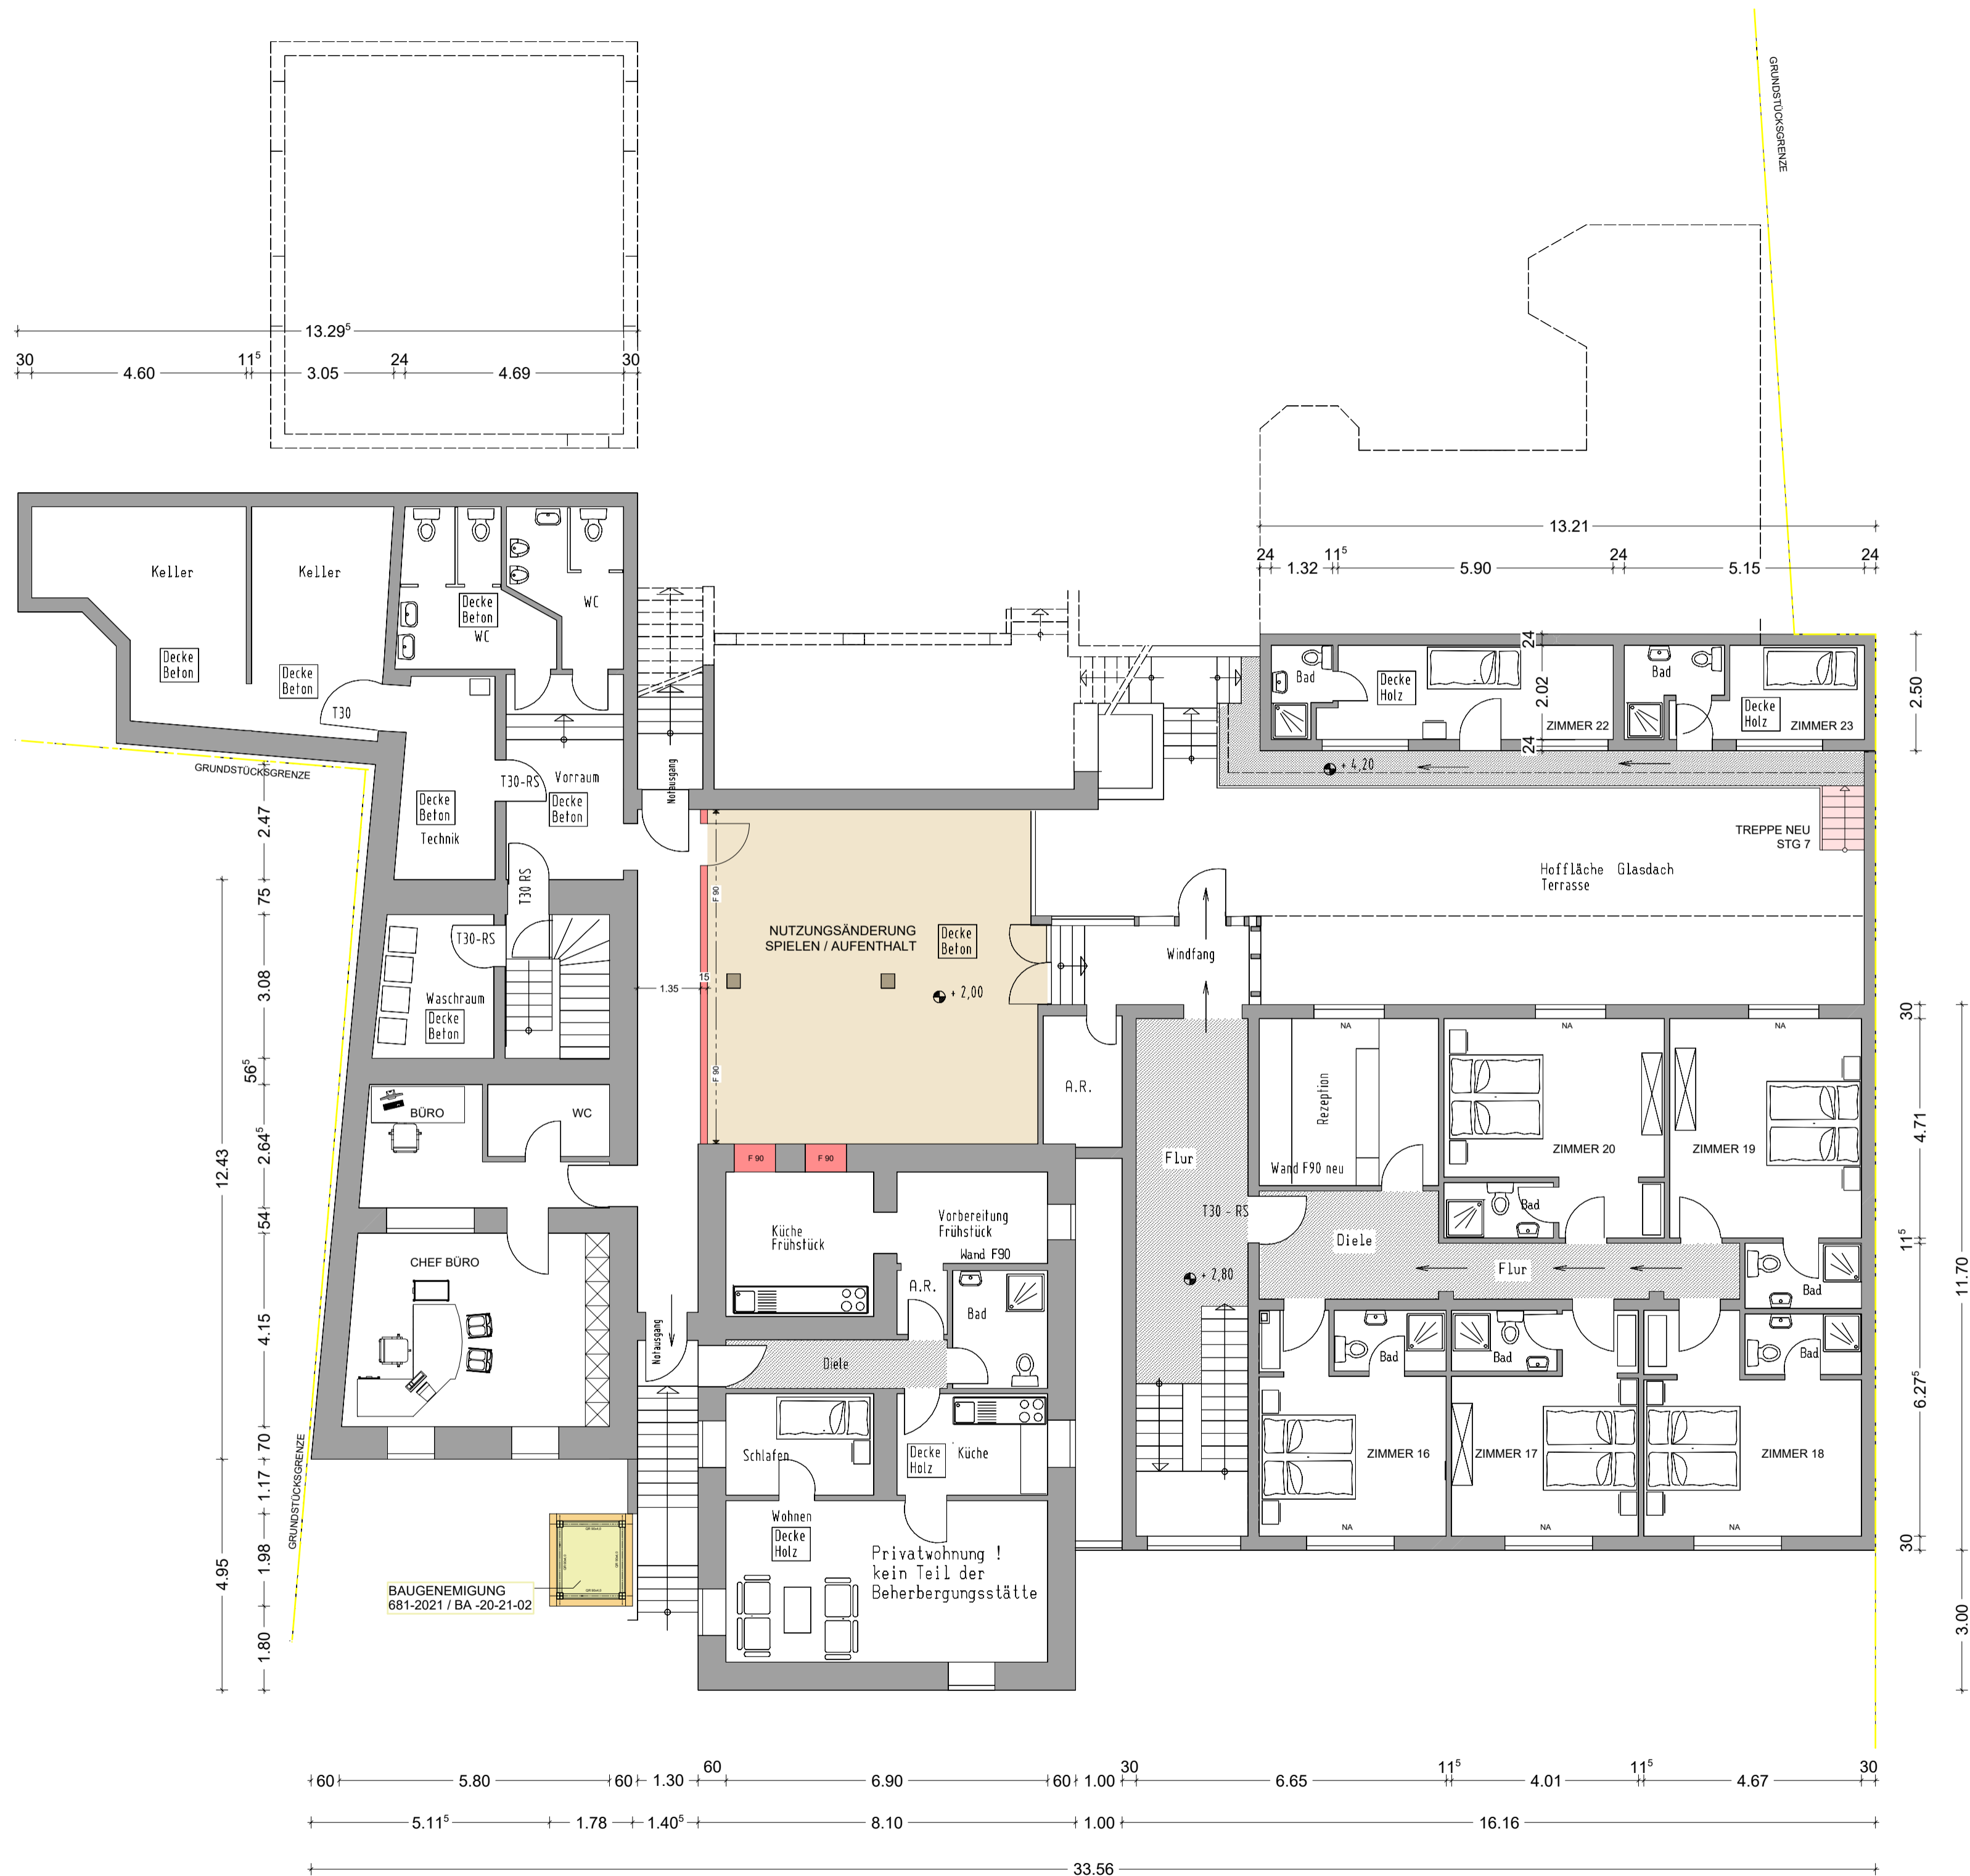 GRUNDSTÜCKSGRENZE
13.29⁵
30
4.60
11⁵
3.05
24
4.69
30
13.21
24
1.32
11⁵
5.90
24
5.15
24
Keller
Keller
Decke
Beton
WC
WC
Decke
Beton
Decke
Beton
T30
GRUNDSTÜCKSGRENZE
T30-RS
Vorraum
Decke
Beton
Decke
Beton
Technik
Notausgang
T30 RS
T30-RS
Waschraum
Decke
Beton
1.35
15
F 90
F 90
NUTZUNGSÄNDERUNG
SPIELEN / AUFENTHALT
Decke
Beton
+ 2,00
Bad
Decke
Holz
24
2.02
24
ZIMMER 22
Bad
Decke
Holz
ZIMMER 23
2.50
+ 4,20
TREPPE NEU
STG 7
Hoffläche Glasdach
Terrasse
Windfang
A.R.
Flur
T30 - RS
+ 2,80
NA
Rezeption
Wand F90 neu
NA
ZIMMER 20
Bad
NA
ZIMMER 19
Bad
Diele
Flur
Bad
ZIMMER 16
NA
Bad
ZIMMER 17
NA
Bad
ZIMMER 18
NA
30
4.71
11⁵
6.27⁵
30
11.70
3.00
2.47
75
3.08
56⁵
2.64⁵
54
4.15
70
1.17
1.98
1.80
12.43
4.95
BÜRO
WC
CHEF BÜRO
F 90
F 90
Küche
Frühstück
Vorbereitung
Frühstück
Wand F90
A.R.
Bad
Notausgang
Diele
Schlafen
Decke
Holz
Küche
Wohnen
Decke
Holz
Privatwohnung !
kein Teil der
Beherbergungsstätte
GRUNDSTÜCKSGRENZE
BAUGENEMIGUNG
681-2021 / BA -20-21-02
60
5.80
60
1.30
60
6.90
60
1.00
30
6.65
11⁵
4.01
11⁵
4.67
30
5.11⁵
1.78
1.40⁵
8.10
1.00
16.16
33.56